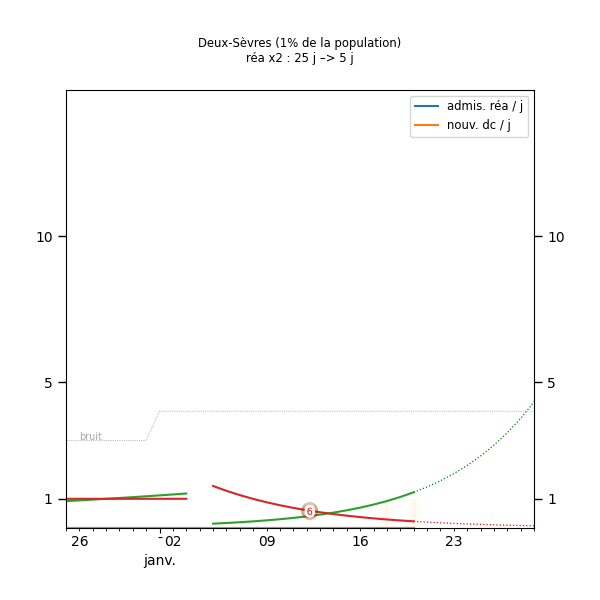 Deux-Sèvres (1% de la population)
réa x2 : 25 j –> 5 j
admis. réa / j
nouv. dc / j
10 10
5 5
bruit
1 1
6
26 02 09 16 23
janv.